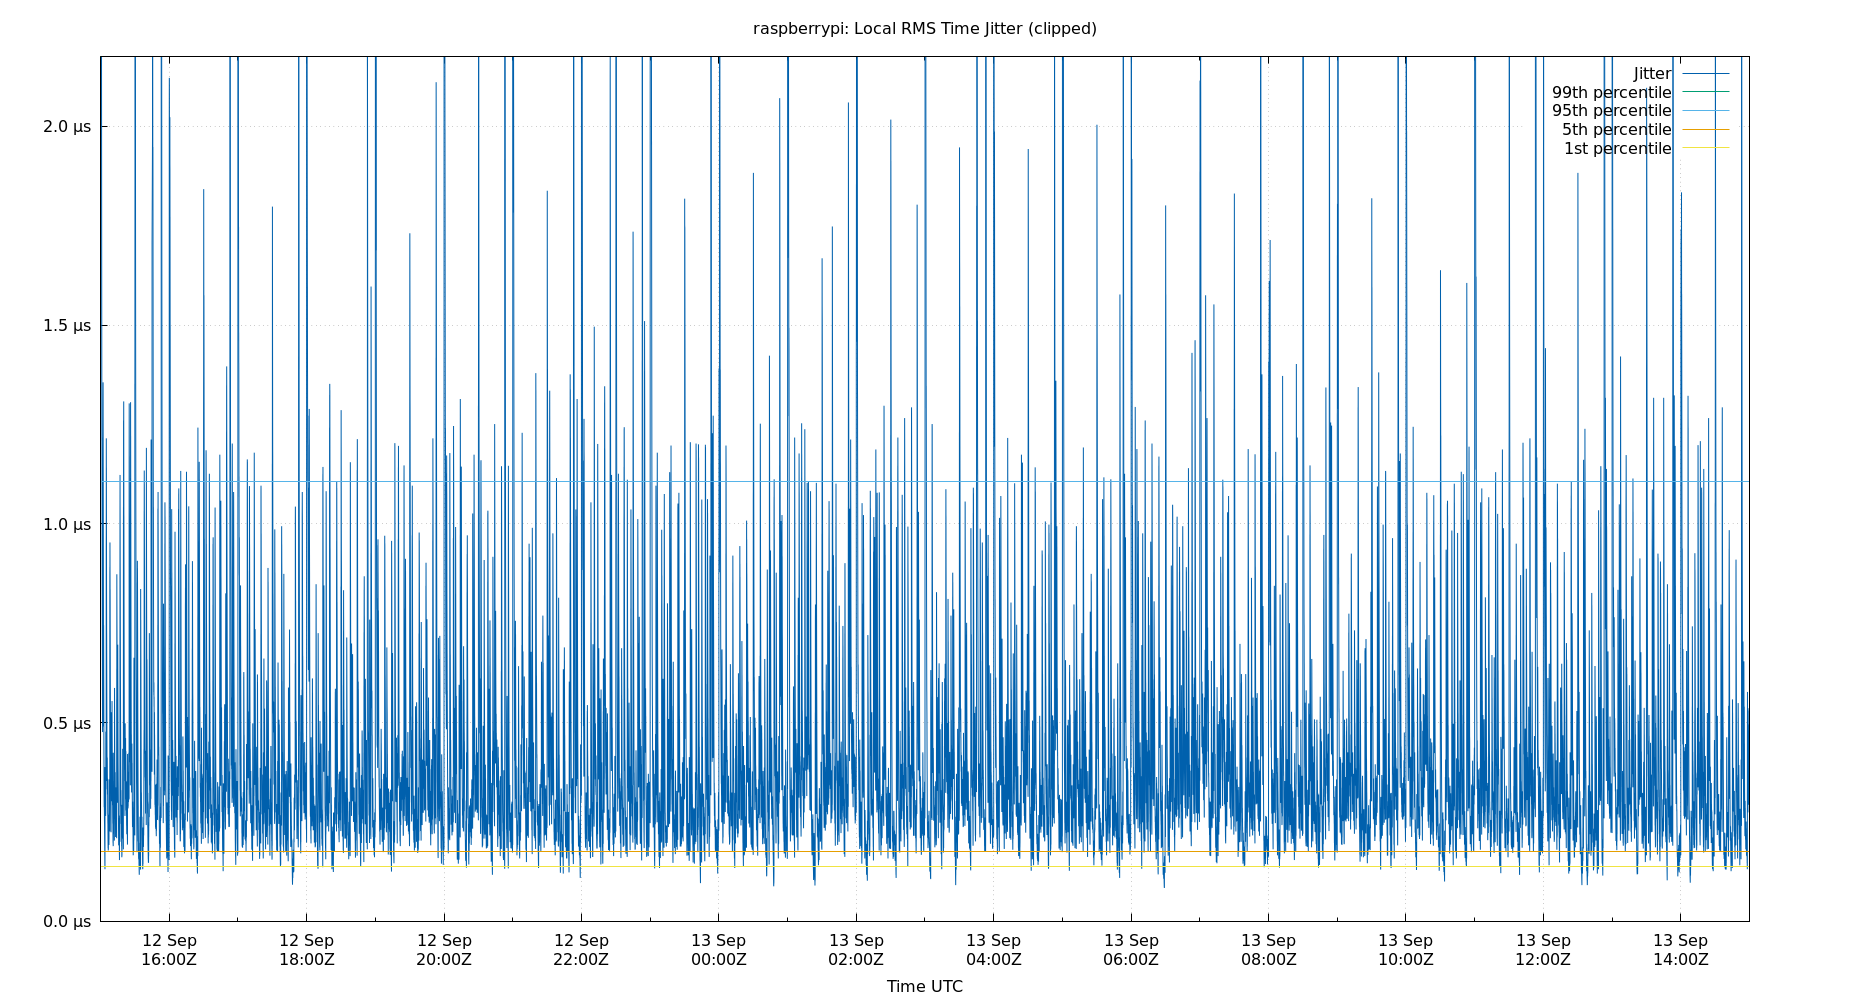 raspberrypi: Local RMS Time Jitter (clipped)
Jitter
99th percentile
95th percentile
5th percentile
1st percentile
2.0 µs
1.5 µs
1.0 µs
0.5 µs
0.0 µs
12 Sep 12 Sep 12 Sep 12 Sep 13 Sep 13 Sep 13 Sep 13 Sep 13 Sep 13 Sep 13 Sep 13 Sep
16:00Z 18:00Z 20:00Z 22:00Z 00:00Z 02:00Z 04:00Z 06:00Z 08:00Z 10:00Z 12:00Z 14:00Z
Time UTC